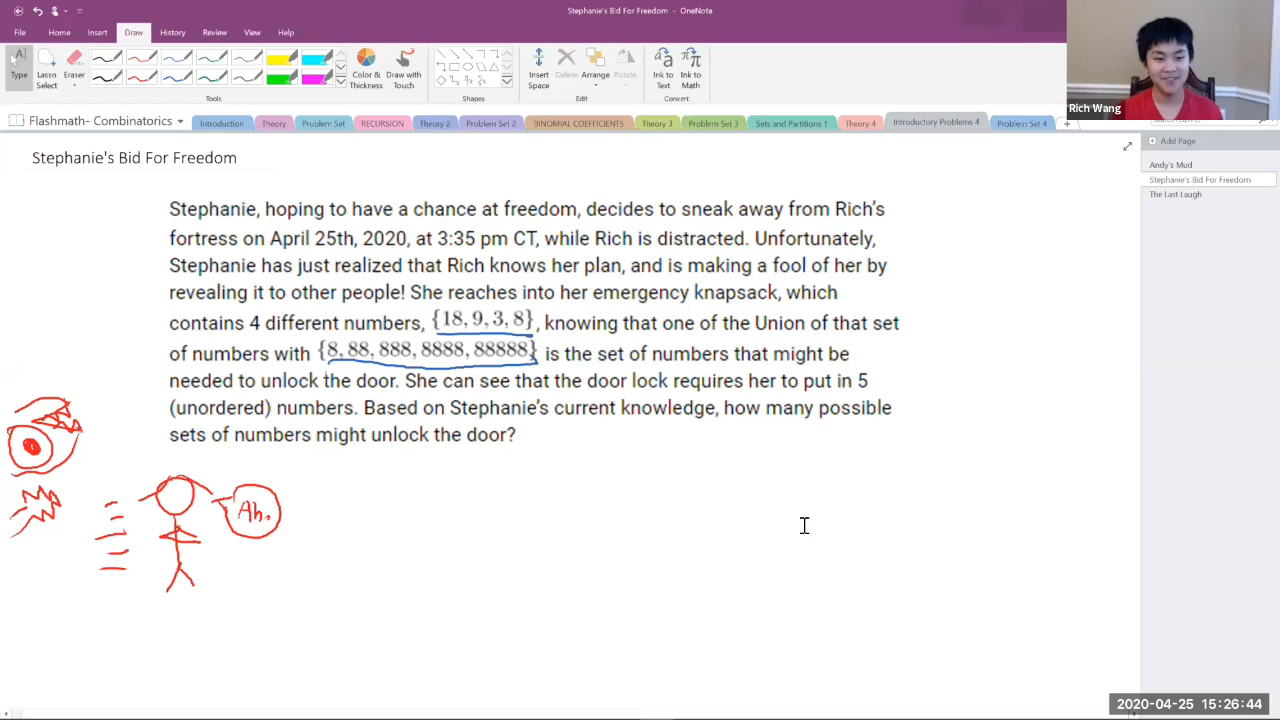 Stephanie's Bid For Freedom - OneNote
File Home Insert Draw History Review View Help
Type
Lasso Select
Eraser
Color & Thickness
Draw with Touch
Insert Space
Delete
Arrange
Rotate
Ink to Text
Ink to Math
Tools
Shapes
Edit
Convert
Rich Wang
Flashmath- Combinatorics
Introduction Theory Problem Set RECURSION Theory 2 Problem Set 2 BINOMIAL COEFFICIENTS Theory 3 Problem Set 3 Sets and Partitions 1 Theory 4 Introductory Problems 4 Problem Set 4
Add Page
Andy's Mud
Stephanie's Bid For Freedom
The Last Laugh
Stephanie's Bid For Freedom
Stephanie, hoping to have a chance at freedom, decides to sneak away from Rich's
fortress on April 25th, 2020, at 3:35 pm CT, while Rich is distracted. Unfortunately,
Stephanie has just realized that Rich knows her plan, and is making a fool of her by
revealing it to other people! She reaches into her emergency knapsack, which
contains 4 different numbers, {18, 9, 3, 8}, knowing that one of the Union of that set
of numbers with {8, 88, 888, 8888, 88888} is the set of numbers that might be
needed to unlock the door. She can see that the door lock requires her to put in 5
(unordered) numbers. Based on Stephanie's current knowledge, how many possible
sets of numbers might unlock the door?
Ah.
2020-04-25 15:26:44